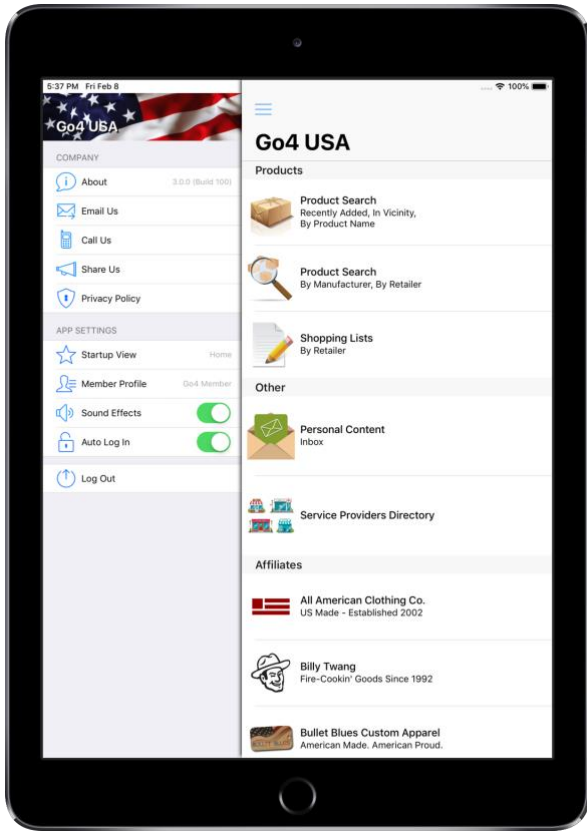 5:37 PM Fri Feb 8
100%
Go4 USA
COMPANY
About 3.0.0 (Build 100)
Email Us
Call Us
Share Us
Privacy Policy
APP SETTINGS
Startup View Home
Member Profile Go4 Member
Sound Effects
Auto Log In
Log Out
Go4 USA
Products
Product Search
Recently Added, In Vicinity,
By Product Name
Product Search
By Manufacturer, By Retailer
Shopping Lists
By Retailer
Other
Personal Content
Inbox
Service Providers Directory
Affiliates
All American Clothing Co.
US Made - Established 2002
Billy Twang
Fire-Cookin' Goods Since 1992
BULLET BLUES
Bullet Blues Custom Apparel
American Made. American Proud.